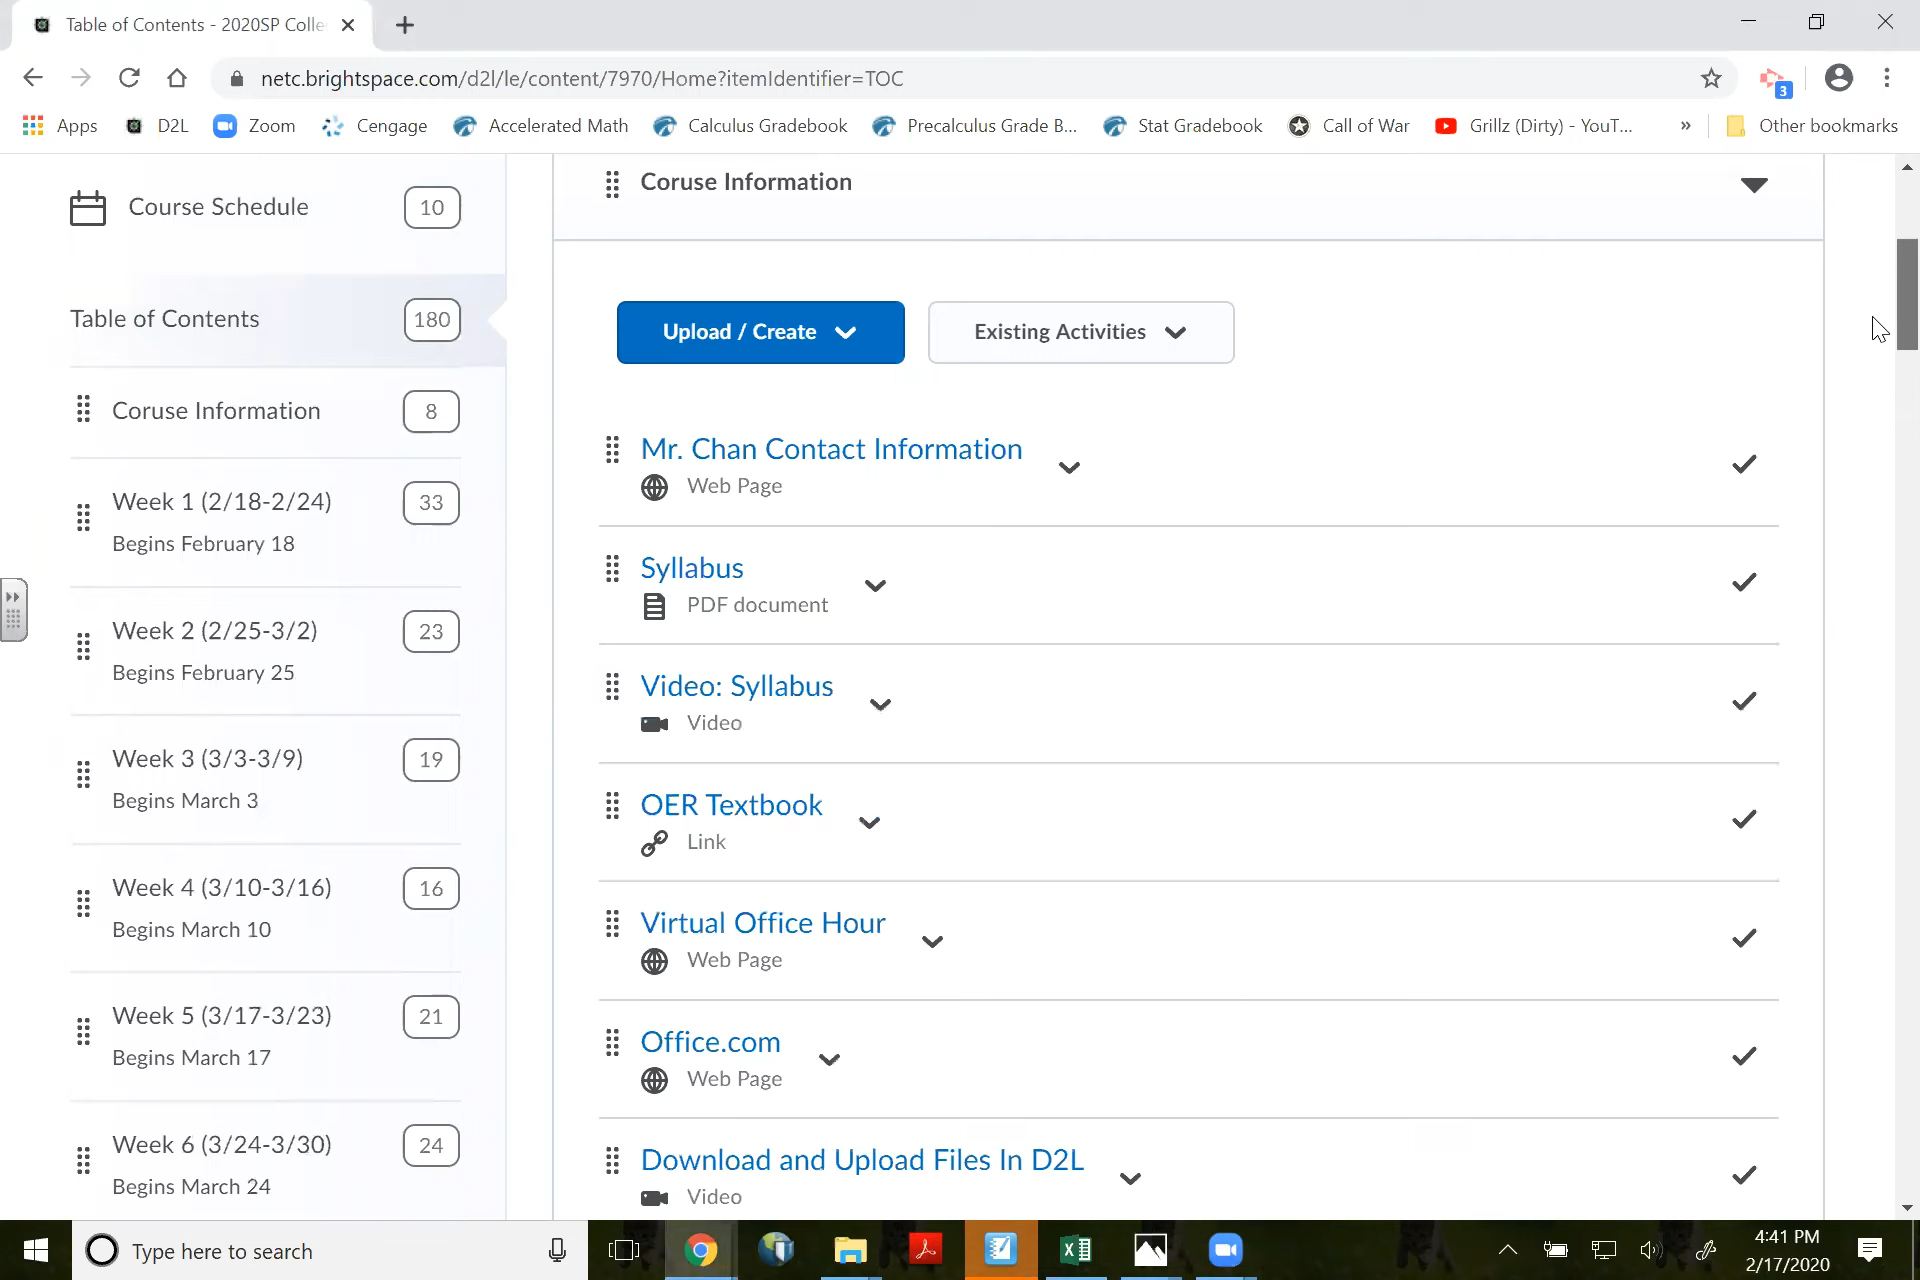 Table of Contents - 2020SP Colle
netc.brightspace.com/d2l/le/content/7970/Home?itemIdentifier=TOC
3
Apps D2L Zoom Cengage Accelerated Math Calculus Gradebook Precalculus Grade B... Stat Gradebook Call of War Grillz (Dirty) - YouT... » Other bookmarks
Course Schedule 10
Table of Contents 180
Coruse Information 8
Week 1 (2/18-2/24) 33
Begins February 18
Week 2 (2/25-3/2) 23
Begins February 25
Week 3 (3/3-3/9) 19
Begins March 3
Week 4 (3/10-3/16) 16
Begins March 10
Week 5 (3/17-3/23) 21
Begins March 17
Week 6 (3/24-3/30) 24
Begins March 24
Coruse Information
Upload / Create Existing Activities
Mr. Chan Contact Information
Web Page
Syllabus
PDF document
Video: Syllabus
Video
OER Textbook
Link
Virtual Office Hour
Web Page
Office.com
Web Page
Download and Upload Files In D2L
Video
Type here to search
4:41 PM
2/17/2020